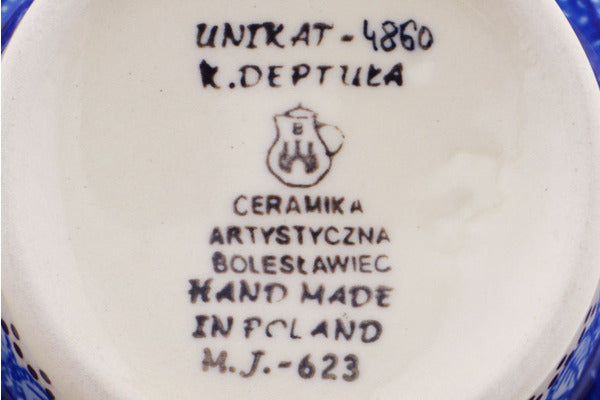 UNIKAT - 4860
K. DEPTUŁA
B
CERAMIKA
ARTYSTYCZNA
BOLESŁAWIEC
HAND MADE
IN POLAND
M.J.-623